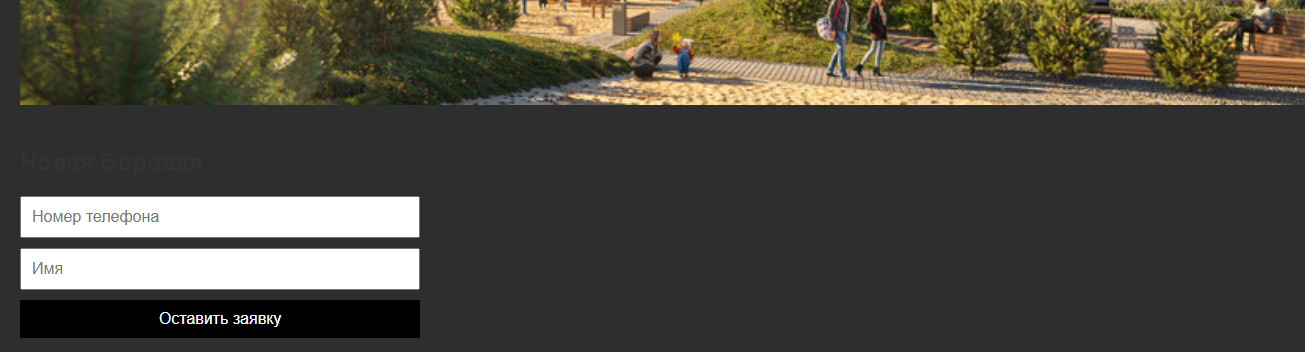 Новая Боровая
Номер телефона
Имя
Оставить заявку